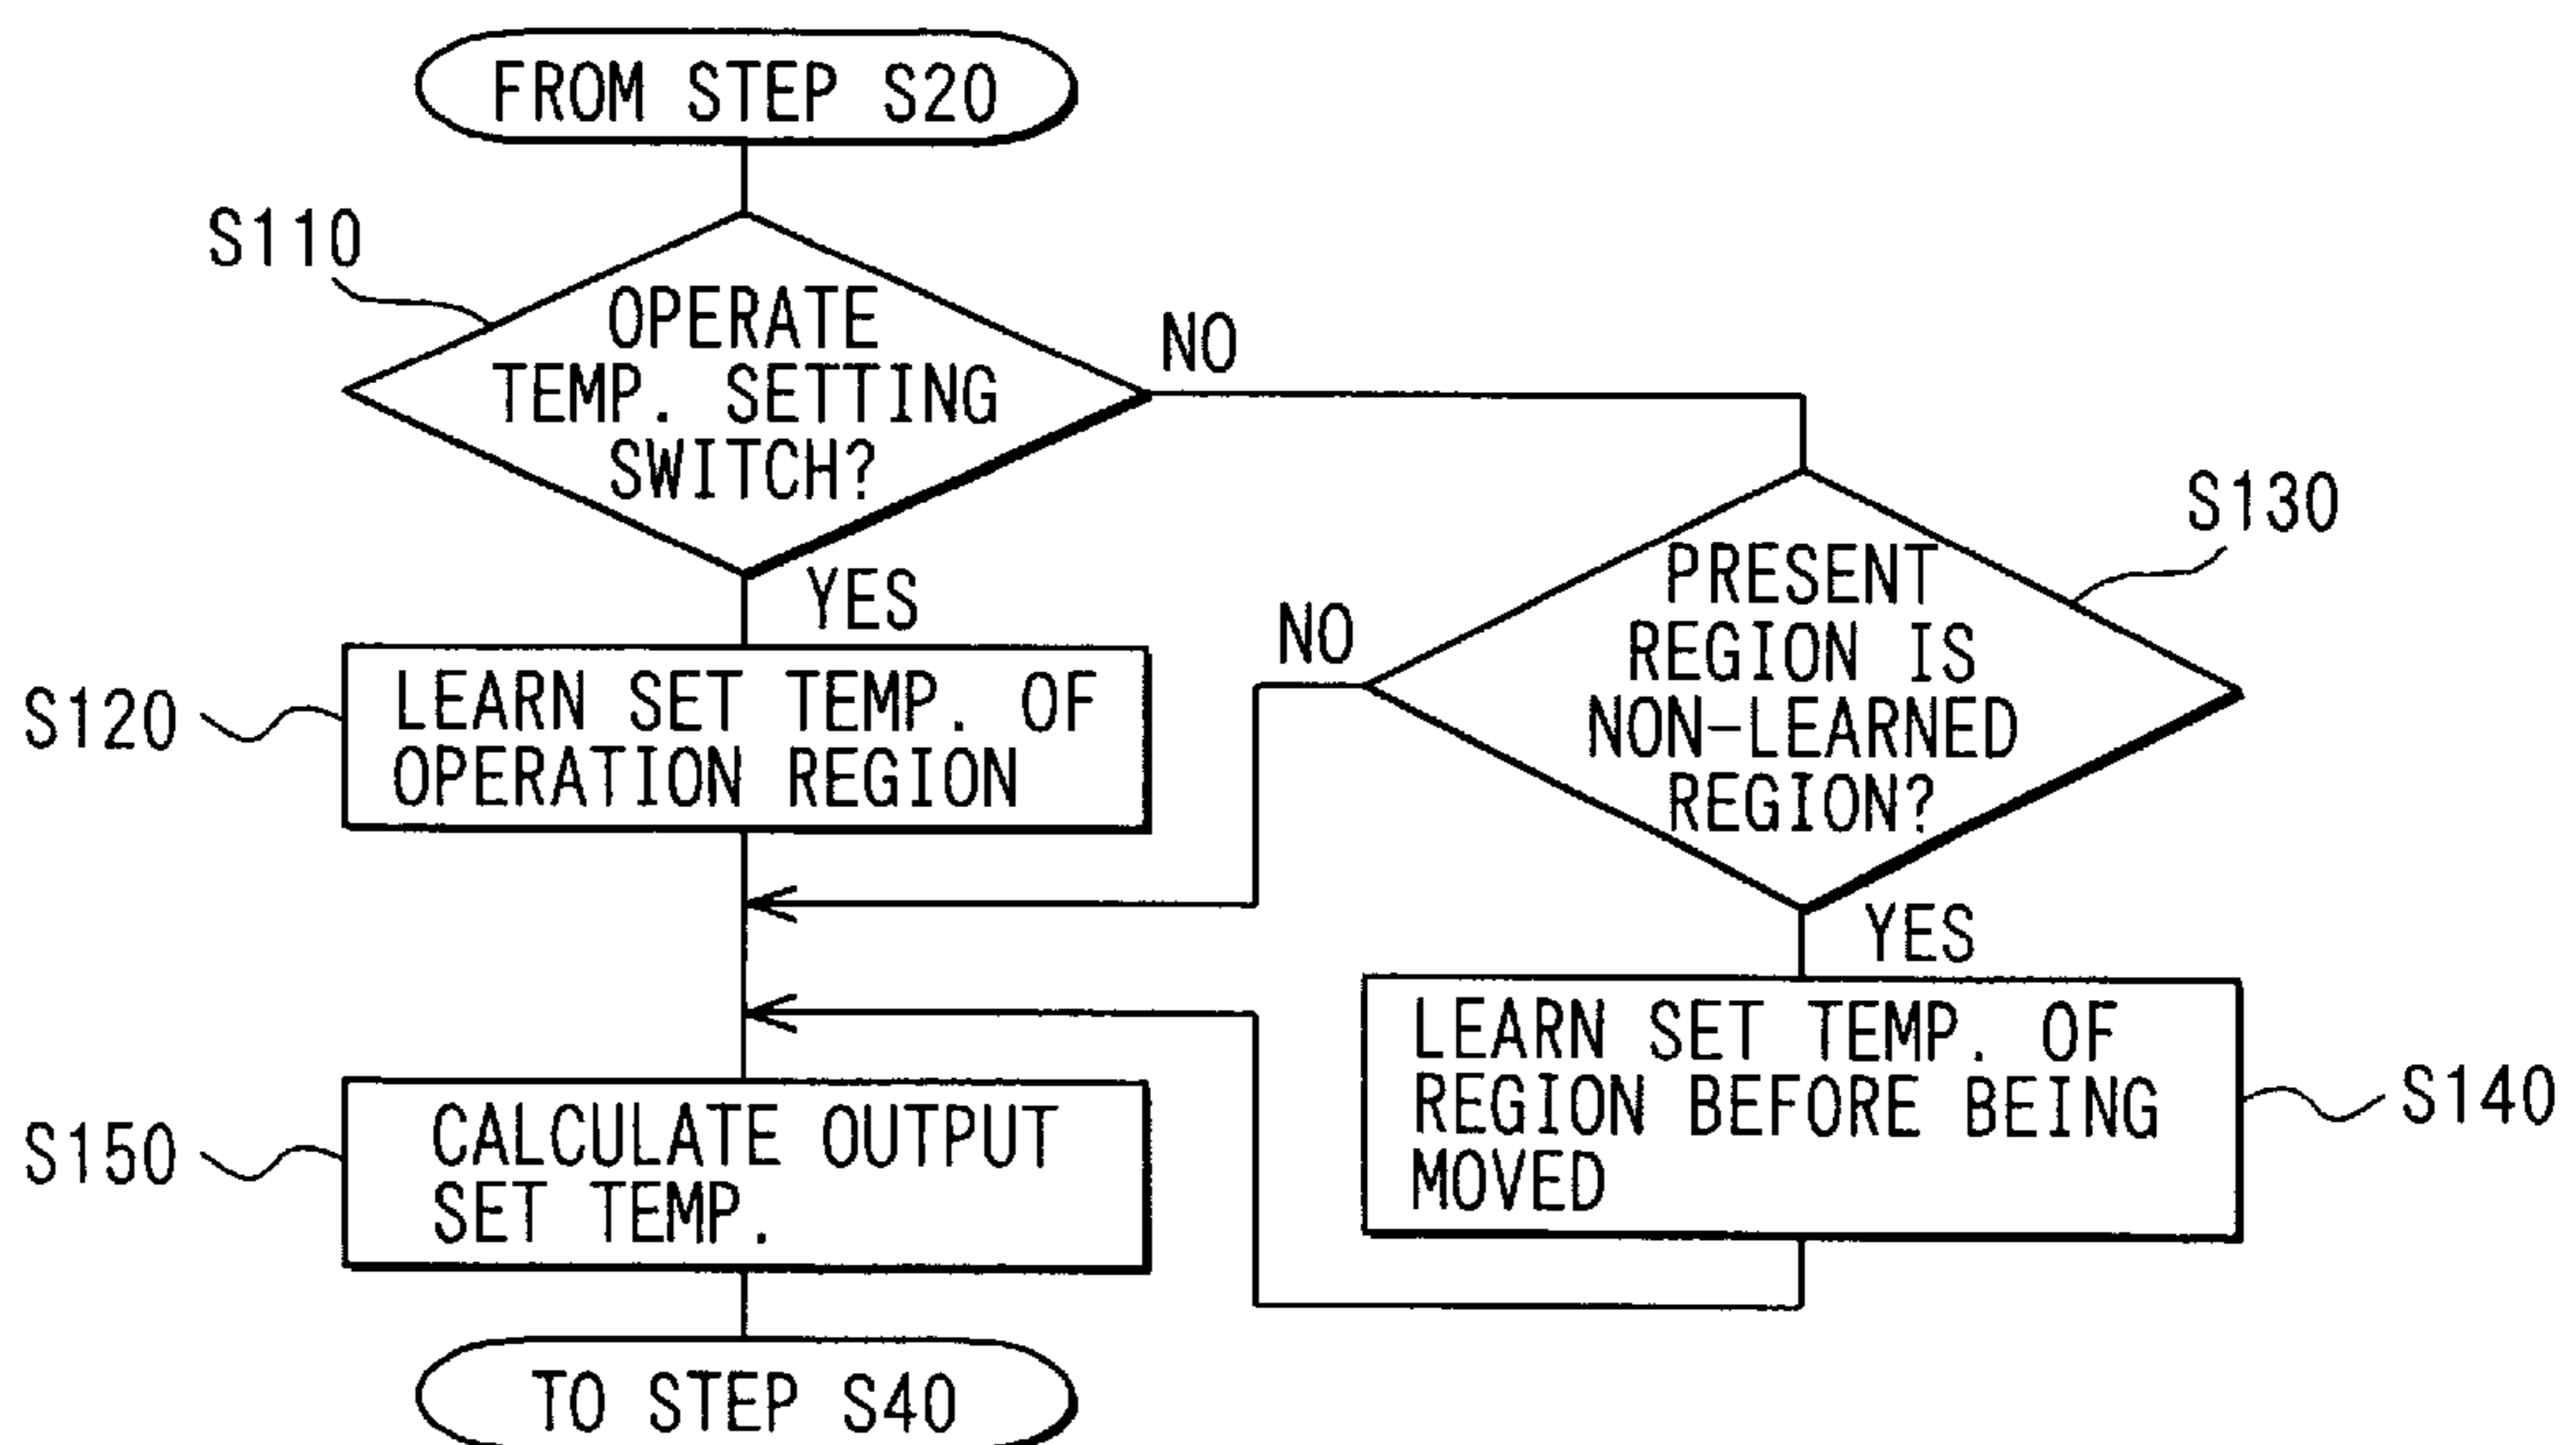 FROM STEP S20
S110
OPERATE
TEMP. SETTING
SWITCH?
NO
YES
S120
LEARN SET TEMP. OF
OPERATION REGION
S130
PRESENT
REGION IS
NON-LEARNED
REGION?
NO
YES
LEARN SET TEMP. OF
REGION BEFORE BEING
MOVED
S140
S150
CALCULATE OUTPUT
SET TEMP.
TO STEP S40